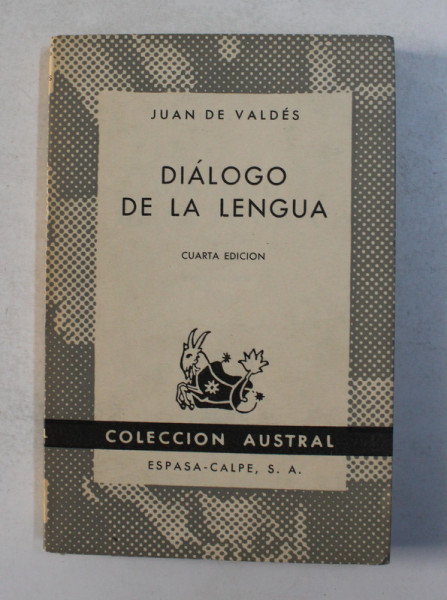 JUAN DE VALDÉS
DIÁLOGO
DE LA LENGUA
CUARTA EDICION
COLECCION AUSTRAL
ESPASA-CALPE, S. A.